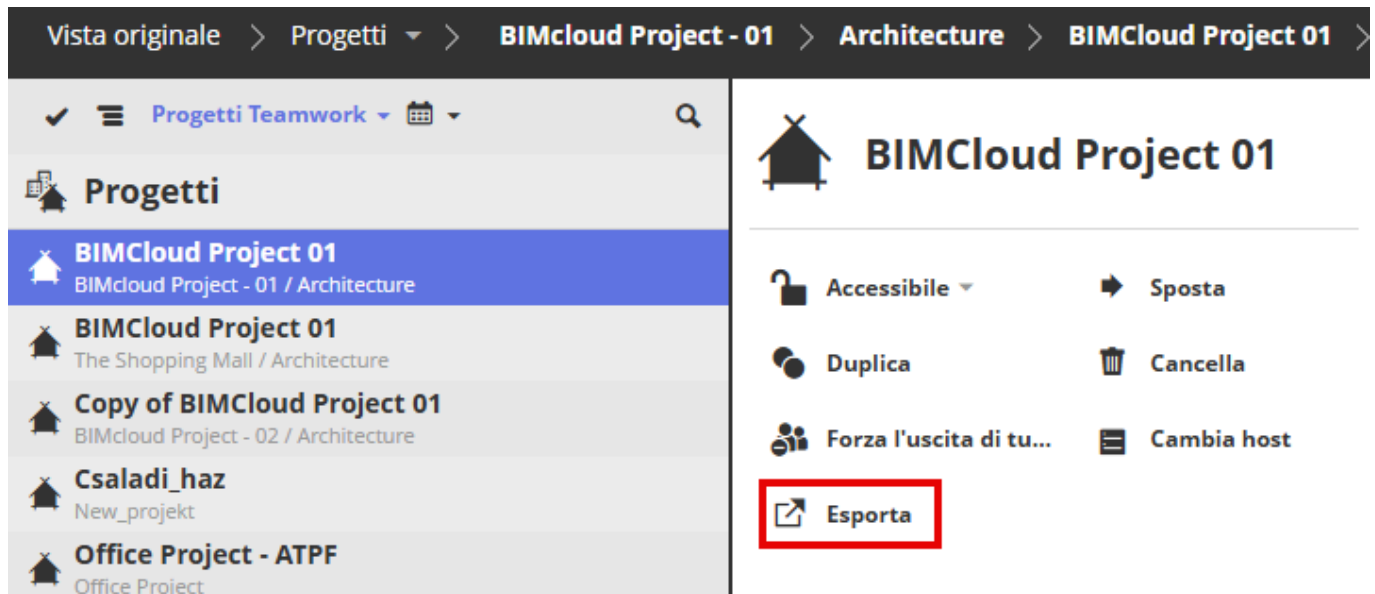 Vista originale > Progetti > BIMcloud Project - 01 > Architecture > BIMCloud Project 01 >
Progetti Teamwork
Progetti
BIMCloud Project 01
BIMcloud Project - 01 / Architecture
BIMCloud Project 01
The Shopping Mall / Architecture
Copy of BIMCloud Project 01
BIMcloud Project - 02 / Architecture
Csaladi_haz
New_projekt
Office Project - ATPF
Office Project
BIMCloud Project 01
Accessibile
Sposta
Duplica
Cancella
Forza l'uscita di tu...
Cambia host
Esporta